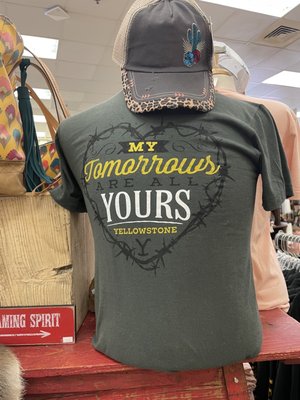 MY
Tomorrows
ARE ALL
YOURS
YELLOWSTONE
Y
AMING SPIRIT